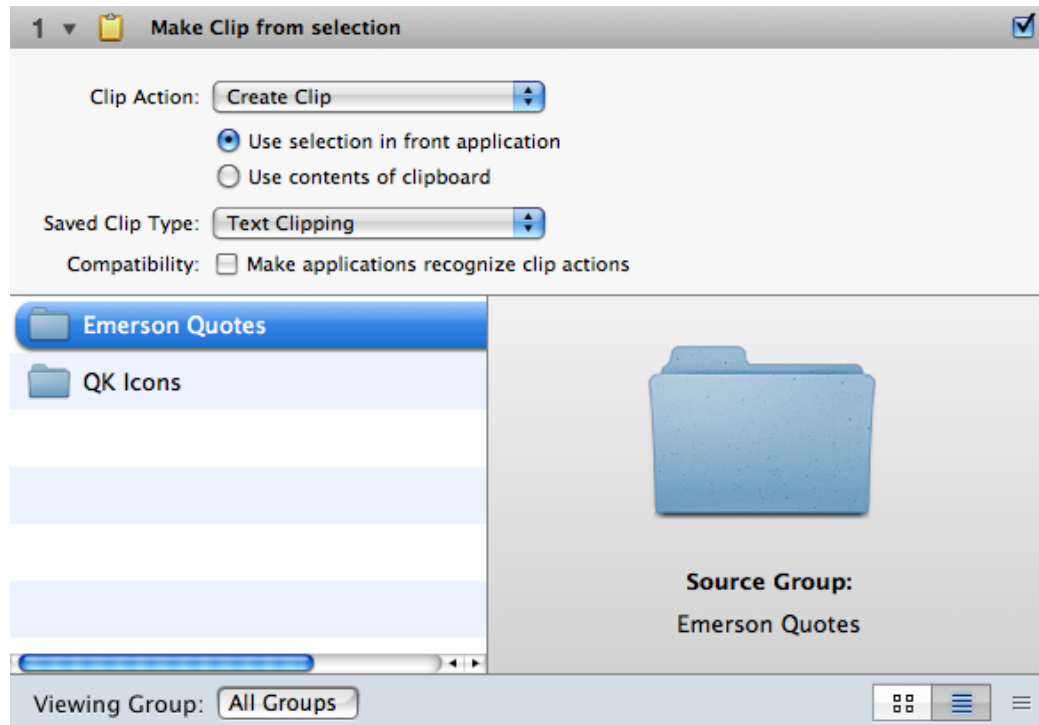 1 Make Clip from selection
Clip Action: Create Clip
Use selection in front application
Use contents of clipboard
Saved Clip Type: Text Clipping
Compatibility: Make applications recognize clip actions
Emerson Quotes
QK Icons
Source Group:
Emerson Quotes
Viewing Group: All Groups